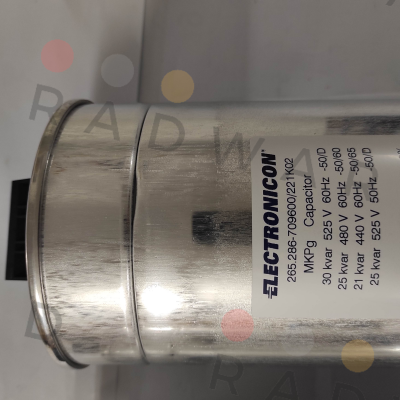 RADWAG
ELECTRONICON®
265.286-709600/221K02
MKPg Capacitor
30 kvar 525 V 60Hz -50/D
25 kvar 480 V 60Hz -50/60
21 kvar 440 V 60Hz -50/65
25 kvar 525 V 50Hz -50/D